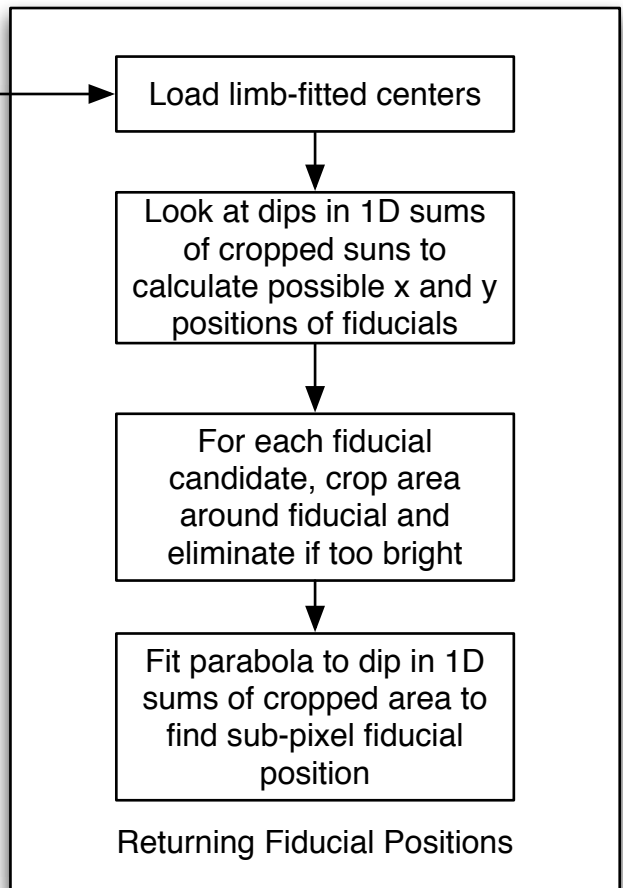 Load limb-fitted centers
Look at dips in 1D sums
of cropped suns to
calculate possible x and y
positions of fiducials
For each fiducial
candidate, crop area
around fiducial and
eliminate if too bright
Fit parabola to dip in 1D
sums of cropped area to
find sub-pixel fiducial
position
Returning Fiducial Positions